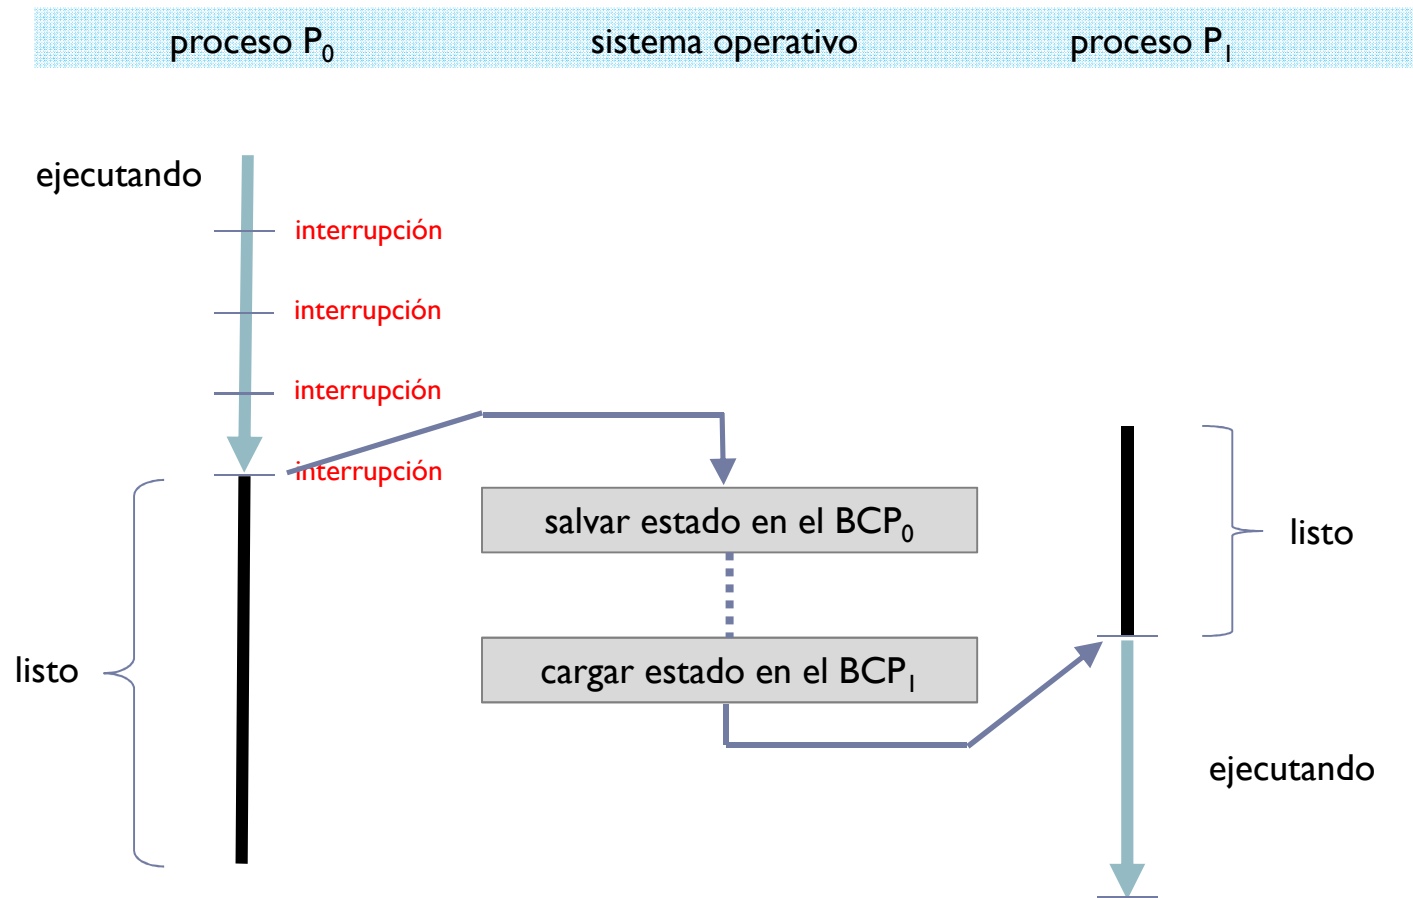 proceso P₀ sistema operativo proceso P₁
ejecutando
interrupción
interrupción
interrupción
interrupción
salvar estado en el BCP₀
listo
cargar estado en el BCP₁
listo
ejecutando